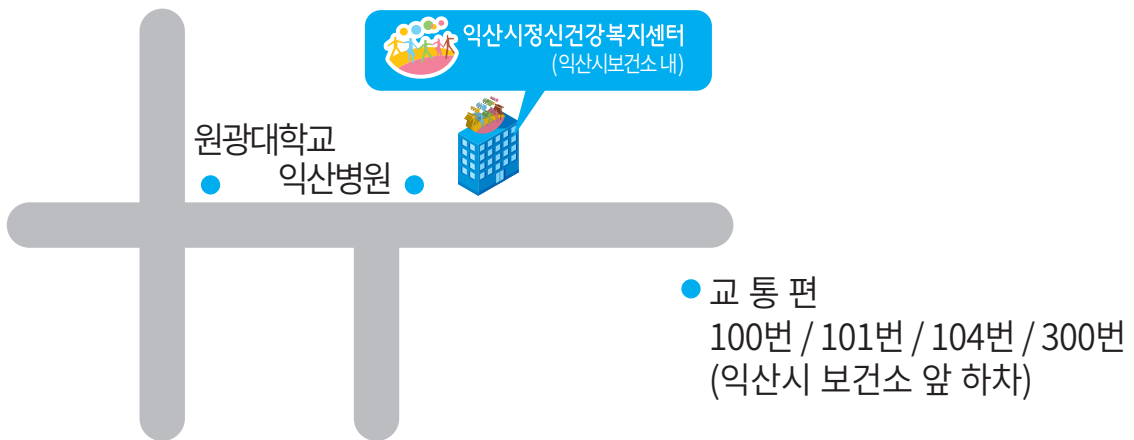 익산시정신건강복지센터
(익산시보건소 내)
원광대학교
익산병원
교 통 편
100번 / 101번 / 104번 / 300번
(익산시 보건소 앞 하차)